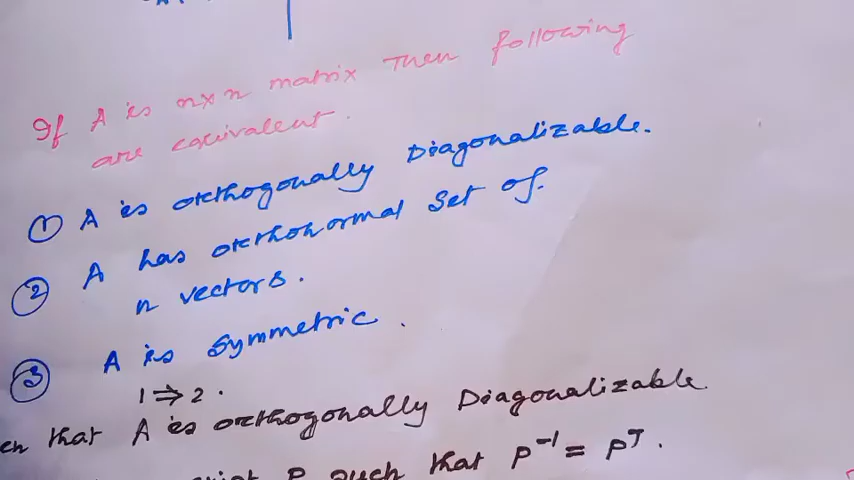 If A is nxn matrix Then following
are equivalent.
① A is orthogonally Diagonalizable.
② A has orthonormal Set of
n vectors.
③ A is Symmetric.
1 ⇒ 2.
that A is orthogonally Diagonalizable
P such that P⁻¹ = Pᵀ.